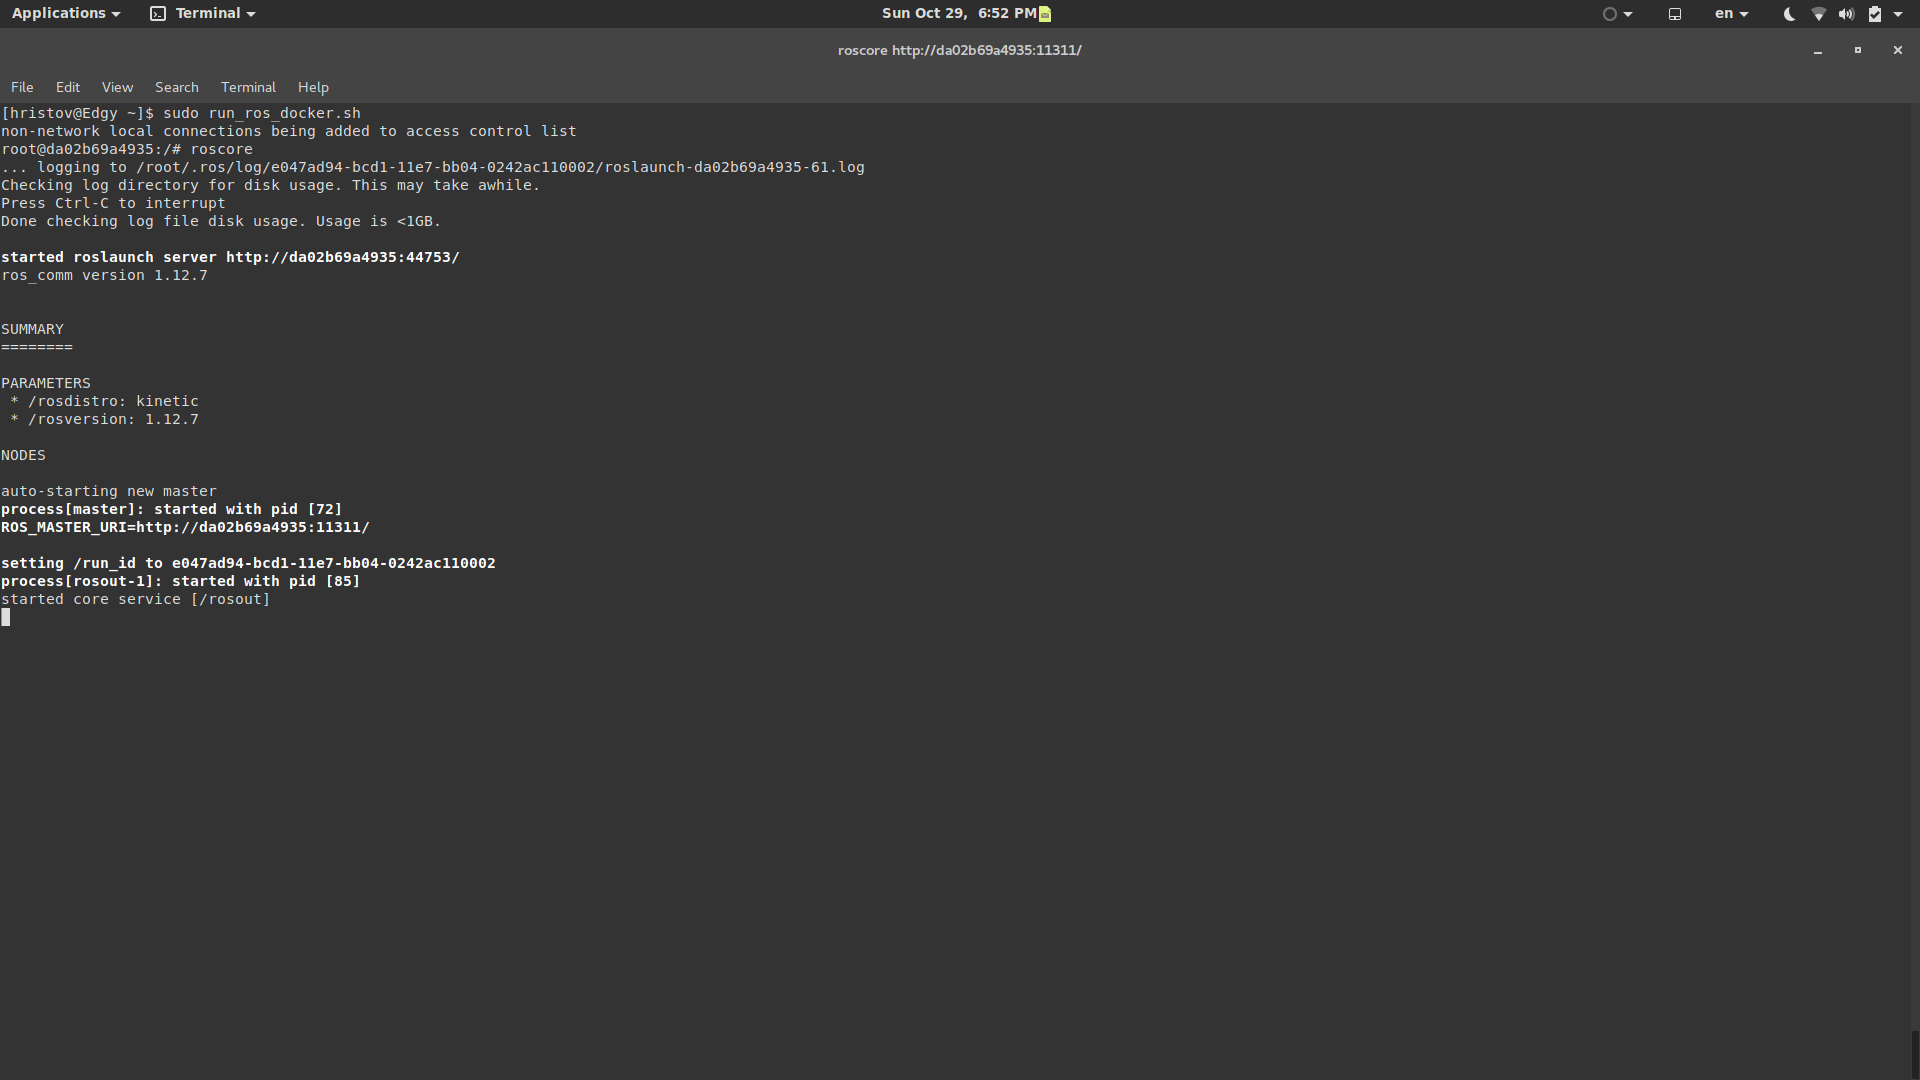 Applications Terminal Sun Oct 29, 6:52 PM en
roscore http://da02b69a4935:11311/
File Edit View Search Terminal Help
[hristov@Edgy ~]$ sudo run_ros_docker.sh
non-network local connections being added to access control list
root@da02b69a4935:/# roscore
... logging to /root/.ros/log/e047ad94-bcd1-11e7-bb04-0242ac110002/roslaunch-da02b69a4935-61.log
Checking log directory for disk usage. This may take awhile.
Press Ctrl-C to interrupt
Done checking log file disk usage. Usage is <1GB.
started roslaunch server http://da02b69a4935:44753/
ros_comm version 1.12.7
SUMMARY
========
PARAMETERS
 * /rosdistro: kinetic
 * /rosversion: 1.12.7
NODES
auto-starting new master
process[master]: started with pid [72]
ROS_MASTER_URI=http://da02b69a4935:11311/
setting /run_id to e047ad94-bcd1-11e7-bb04-0242ac110002
process[rosout-1]: started with pid [85]
started core service [/rosout]